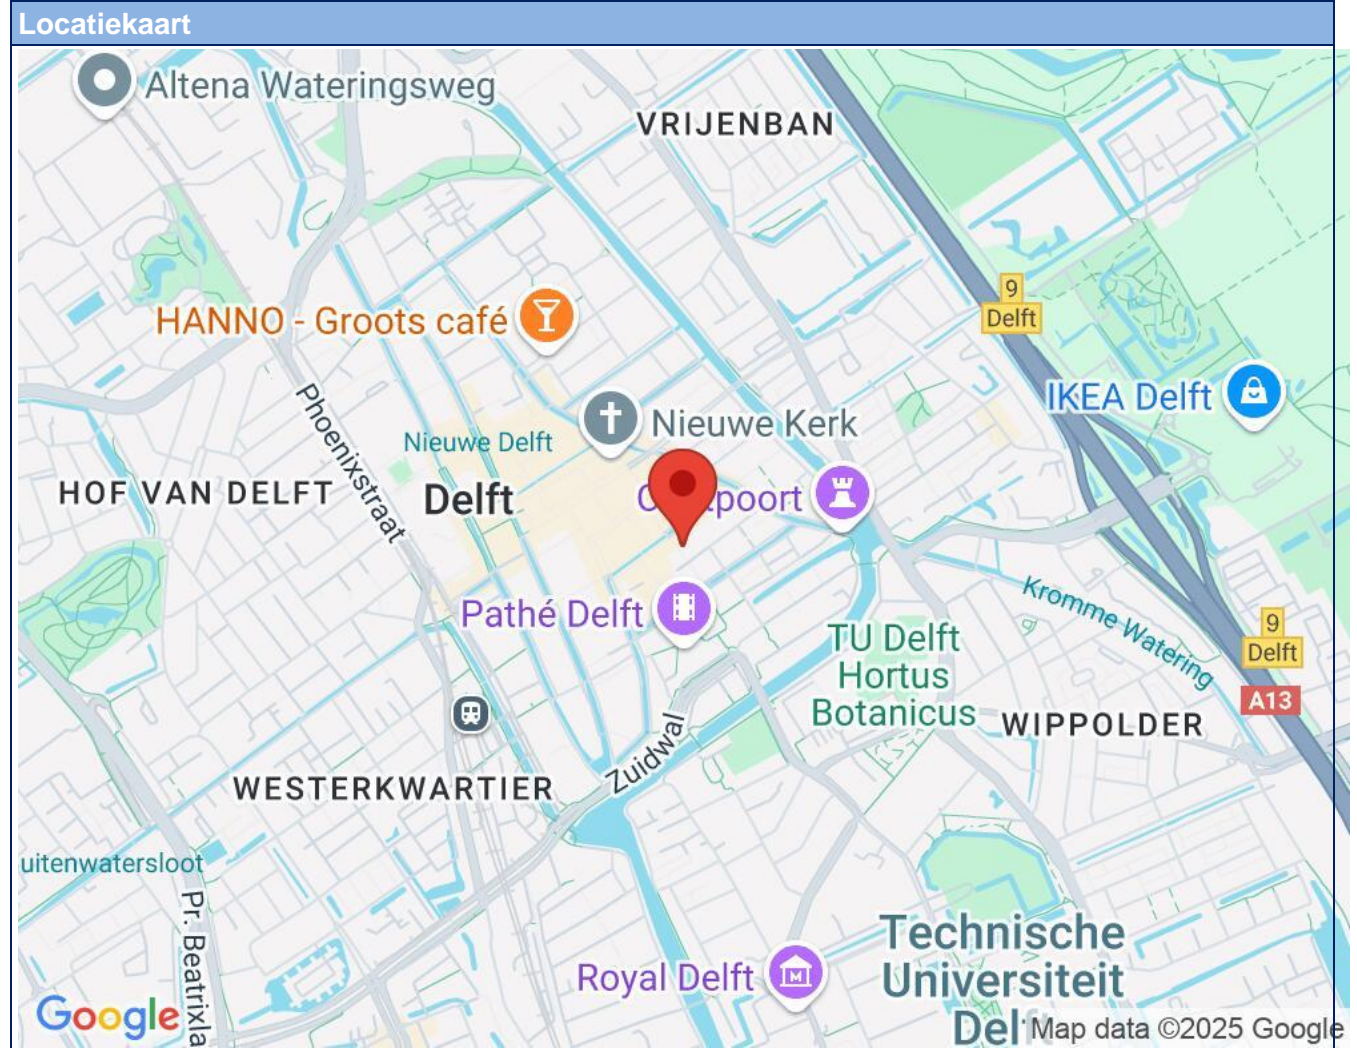 Locatiekaart
Altena Wateringsweg
VRIJENBAN
HANNO - Groots café
9
Delft
IKEA Delft
Phoenixstraat
Nieuwe Kerk
Nieuwe Delft
HOF VAN DELFT
Delft
poort
Kromme Watering
Pathé Delft
TU Delft
Hortus
Botanicus
9
Delft
A13
WIPPOLDER
Zuidwal
WESTERKWARTIER
uitenwatersloot
Pr. Beatrixla
Technische
Universiteit
Del
Royal Delft
Google
Map data ©2025 Google